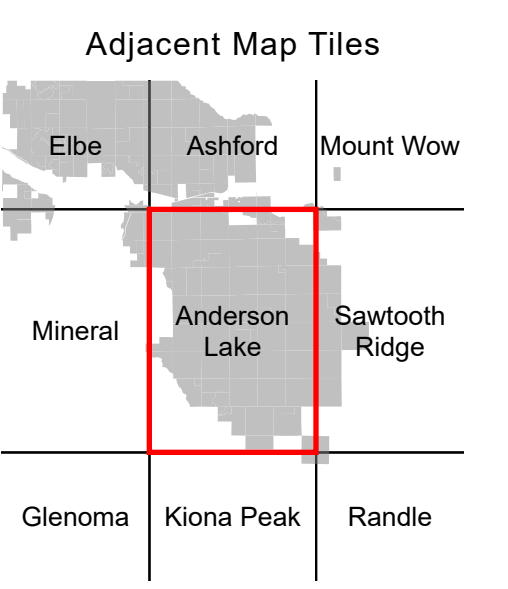 Adjacent Map Tiles
Elbe
Ashford
Mount Wow
Mineral
Anderson
Lake
Sawtooth
Ridge
Glenoma
Kiona Peak
Randle